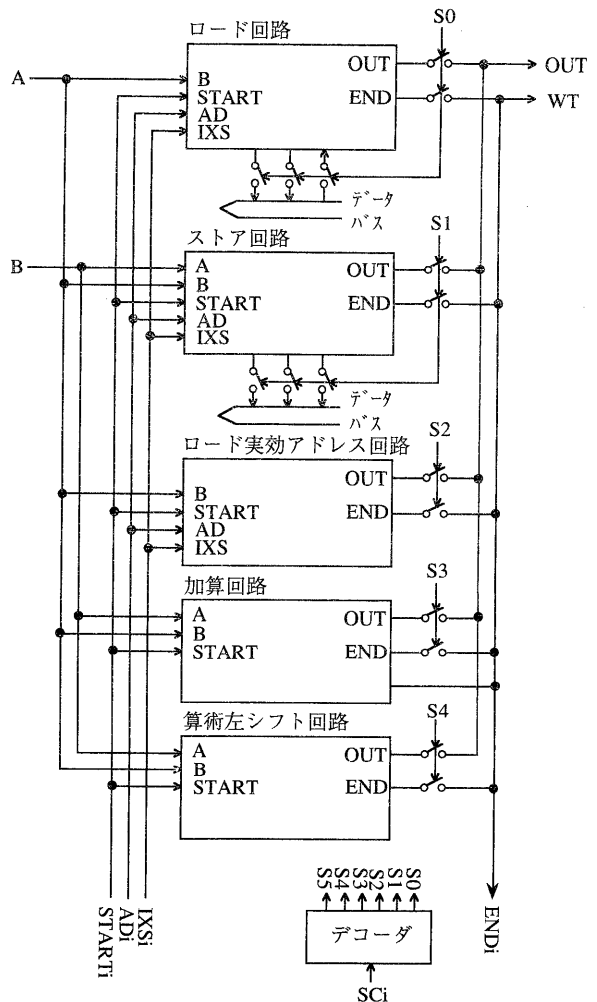 S0
ロード回路
A
B
START
AD
IXS
OUT
END
OUT
WT
データ
バス
S1
ストア回路
B
A
B
START
AD
IXS
OUT
END
データ
バス
S2
ロード実効アドレス回路
B
START
AD
IXS
OUT
END
S3
加算回路
A
B
START
OUT
END
S4
算術左シフト回路
A
B
START
OUT
END
STARTi
ADi
IXSi
S5
S4
S3
S2
S1
S0
デコーダ
SCi
ENDi